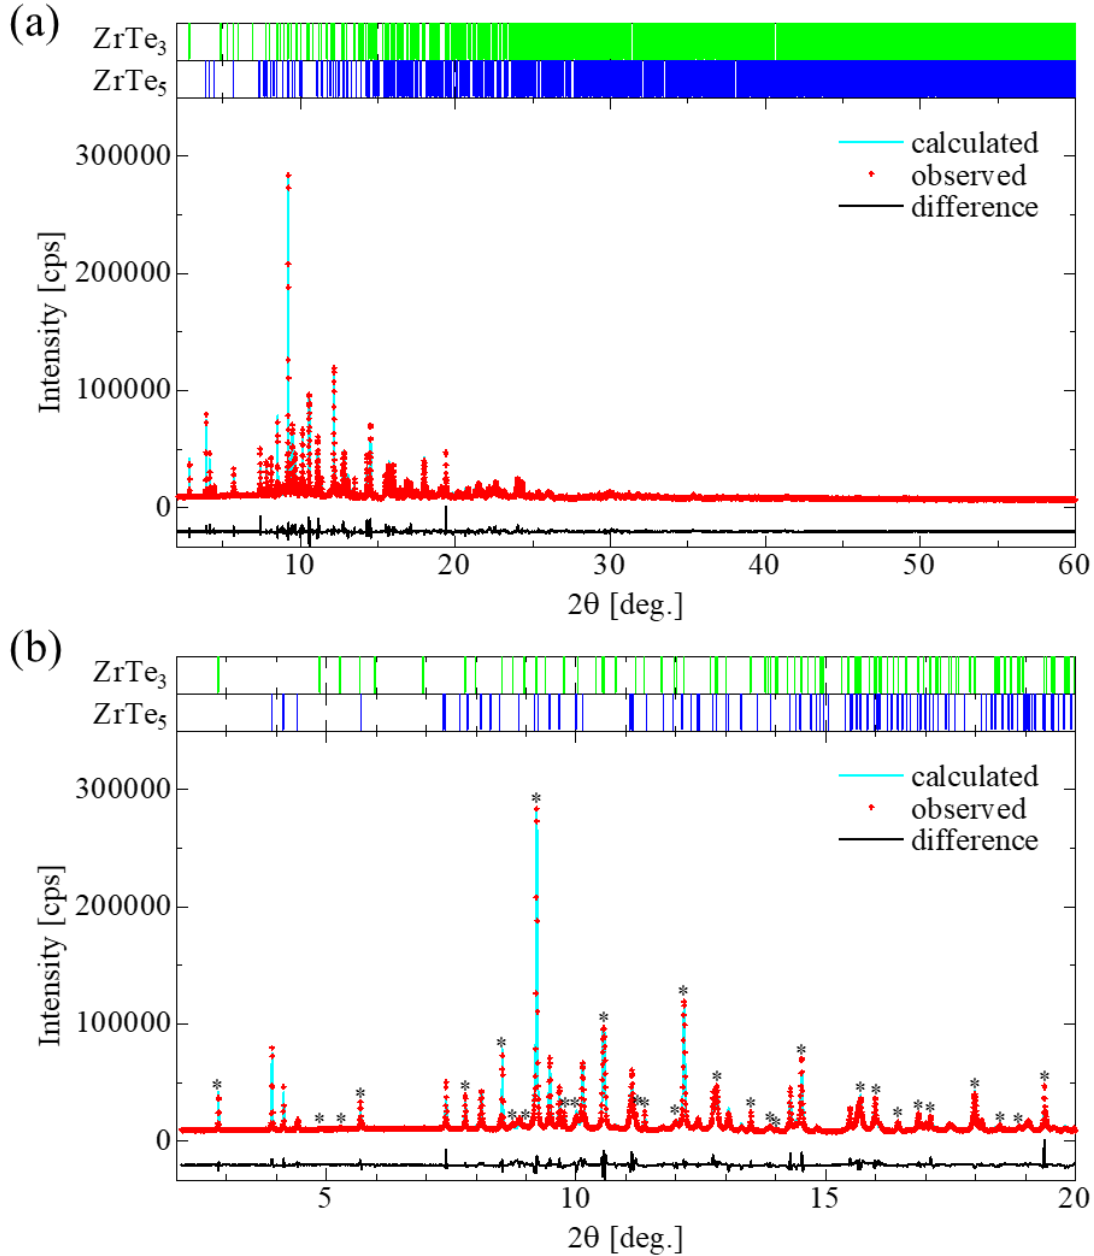 (a)
ZrTe3
ZrTe5
300000
200000
100000
0
Intensity [cps]
calculated
observed
difference
10 20 30 40 50 60
2θ [deg.]
(b)
ZrTe3
ZrTe5
300000
200000
100000
0
Intensity [cps]
calculated
observed
difference
* * * * * * * * * * * * * * * * * * * * * * * * * * * * *
5 10 15 20
2θ [deg.]